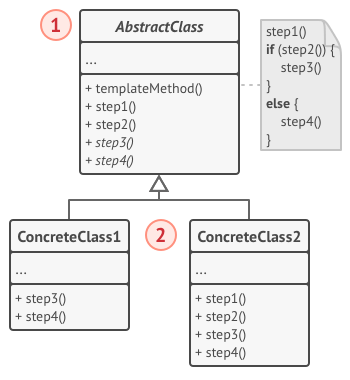 1
AbstractClass
...
+ templateMethod()
+ step1()
+ step2()
+ step3()
+ step4()
step1()
if (step2()) {
step3()
}
else {
step4()
}
ConcreteClass1
...
+ step3()
+ step4()
2
ConcreteClass2
...
+ step1()
+ step2()
+ step3()
+ step4()